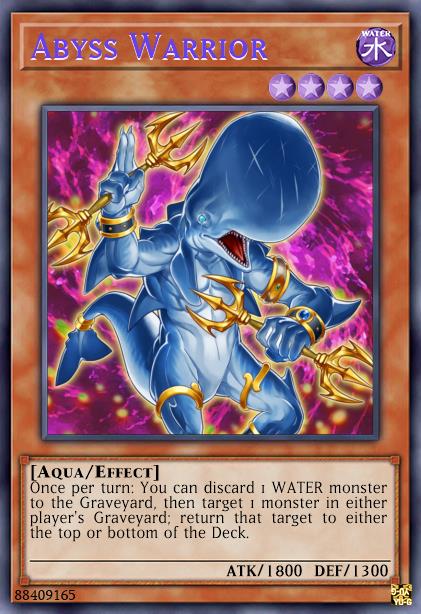 Abyss Warrior
WATER
水
[Aqua/Effect]
Once per turn: You can discard 1 WATER monster
to the Graveyard, then target 1 monster in either
player's Graveyard; return that target to either
the top or bottom of the Deck.
ATK/1800 DEF/1300
88409165